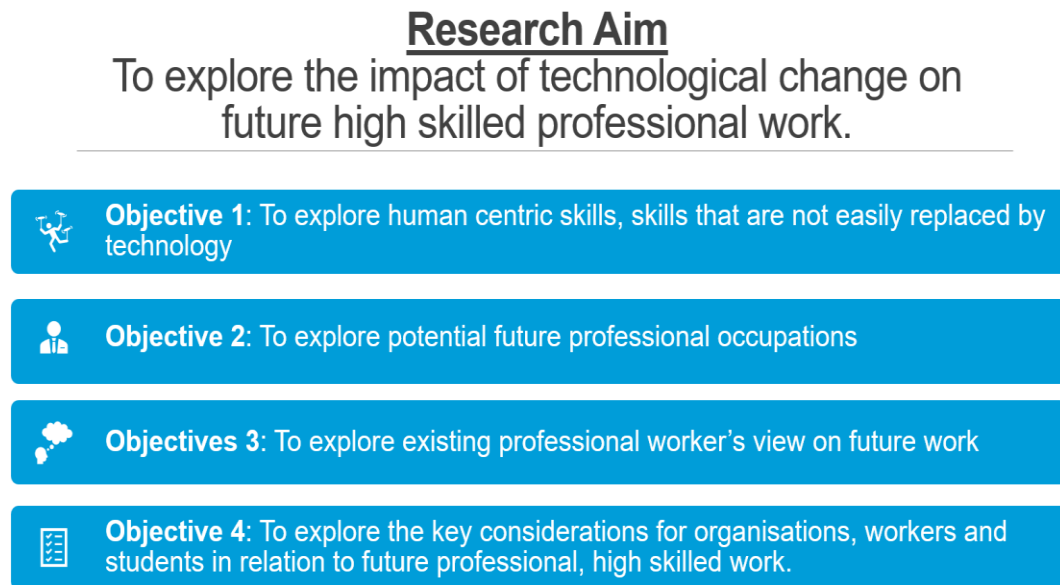 Research Aim
To explore the impact of technological change on
future high skilled professional work.
Objective 1: To explore human centric skills, skills that are not easily replaced by
technology
Objective 2: To explore potential future professional occupations
Objectives 3: To explore existing professional worker's view on future work
Objective 4: To explore the key considerations for organisations, workers and
students in relation to future professional, high skilled work.